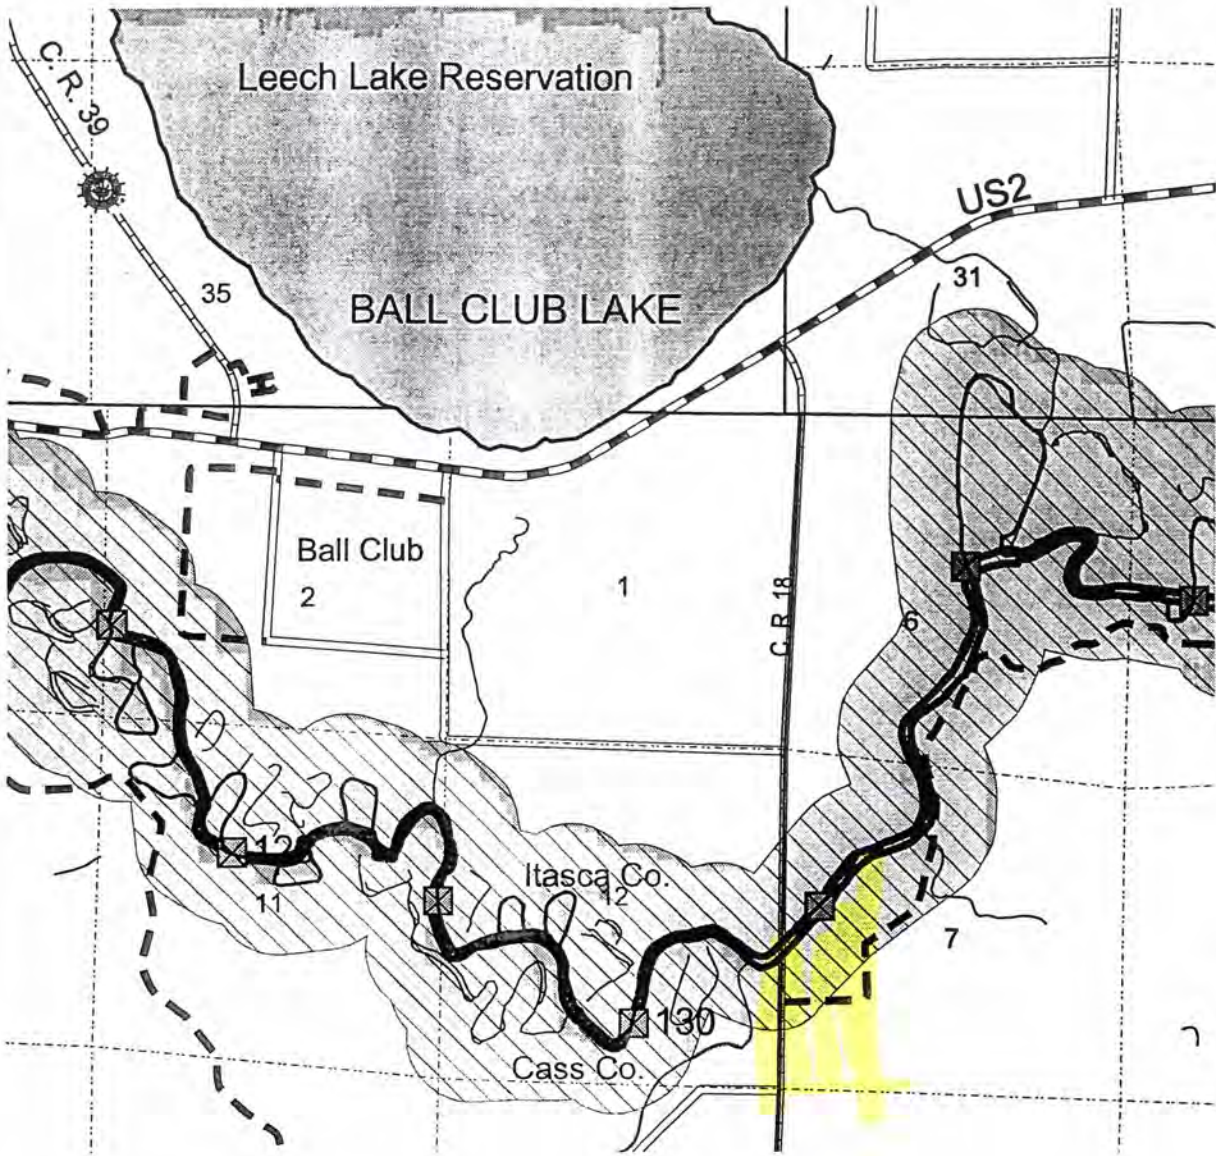 Leech Lake Reservation
C. R. 39
US2
31
35
BALL CLUB LAKE
Ball Club
2
1
C. R. 18
6
12
Itasca Co.
12
11
7
130
Cass Co.